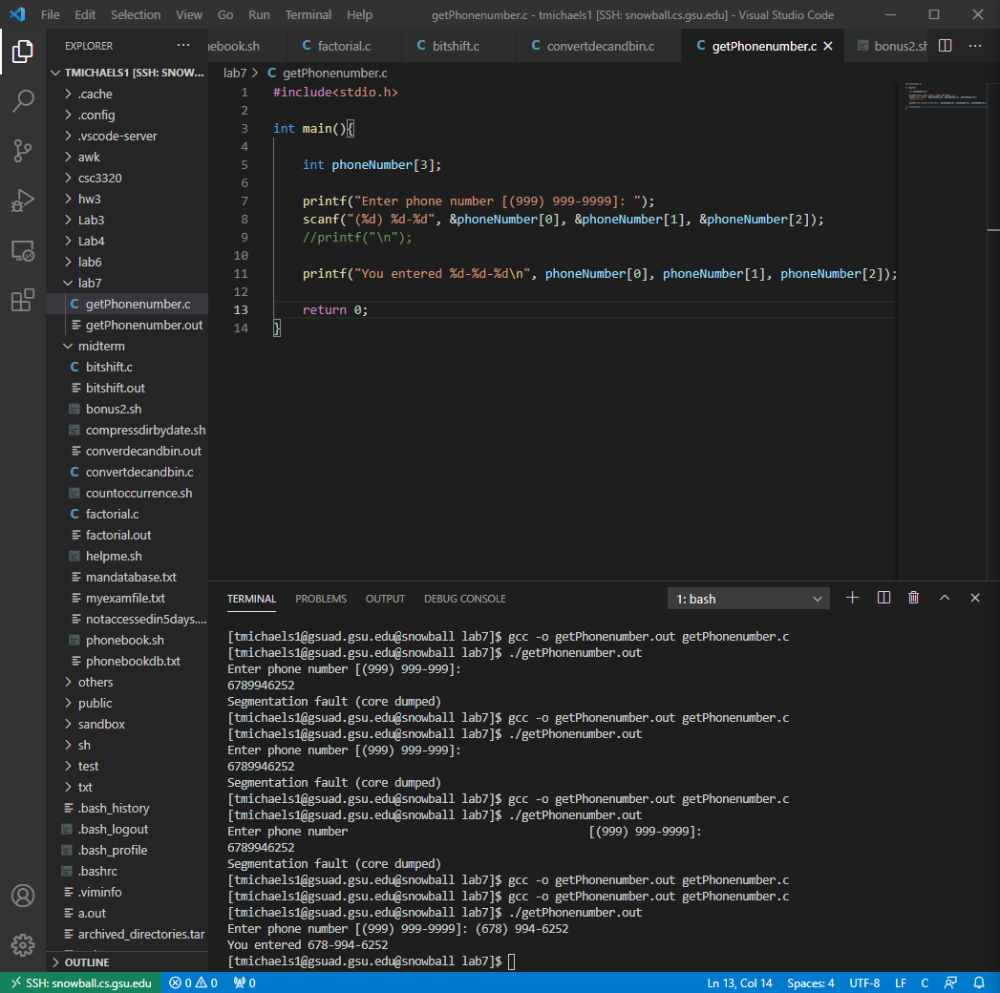 File Edit Selection View Go Run Terminal Help getPhonenumber.c - tmichaels1 [SSH: snowball.cs.gsu.edu] - Visual Studio Code
EXPLORER ···
ebook.sh C factorial.c C bitshift.c C convertdecandbin.c C getPhonenumber.c bonus2.sh ···
TMICHAELS1 [SSH: SNOW...
.cache
.config
.vscode-server
awk
csc3320
hw3
Lab3
Lab4
lab6
lab7
C getPhonenumber.c
getPhonenumber.out
midterm
C bitshift.c
bitshift.out
bonus2.sh
compressdirbydate.sh
converdecandbin.out
C convertdecandbin.c
countoccurrence.sh
C factorial.c
factorial.out
helpme.sh
mandatabase.txt
myexamfile.txt
notaccessedin5days....
phonebook.sh
phonebookdb.txt
others
public
sandbox
sh
test
txt
.bash_history
.bash_logout
.bash_profile
.bashrc
.viminfo
a.out
archived_directories.tar
OUTLINE
lab7 > C getPhonenumber.c
1 #include<stdio.h>
2
3 int main(){
4
5 int phoneNumber[3];
6
7 printf("Enter phone number [(999) 999-9999]: ");
8 scanf("(%d) %d-%d", &phoneNumber[0], &phoneNumber[1], &phoneNumber[2]);
9 //printf("\n");
10
11 printf("You entered %d-%d-%d\n", phoneNumber[0], phoneNumber[1], phoneNumber[2]);
12
13 return 0;
14 }
TERMINAL PROBLEMS OUTPUT DEBUG CONSOLE 1: bash
[tmichaels1@gsuad.gsu.edu@snowball lab7]$ gcc -o getPhonenumber.out getPhonenumber.c
[tmichaels1@gsuad.gsu.edu@snowball lab7]$ ./getPhonenumber.out
Enter phone number [(999) 999-999]:
6789946252
Segmentation fault (core dumped)
[tmichaels1@gsuad.gsu.edu@snowball lab7]$ gcc -o getPhonenumber.out getPhonenumber.c
[tmichaels1@gsuad.gsu.edu@snowball lab7]$ ./getPhonenumber.out
Enter phone number [(999) 999-999]:
6789946252
Segmentation fault (core dumped)
[tmichaels1@gsuad.gsu.edu@snowball lab7]$ gcc -o getPhonenumber.out getPhonenumber.c
[tmichaels1@gsuad.gsu.edu@snowball lab7]$ ./getPhonenumber.out
Enter phone number [(999) 999-9999]:
6789946252
Segmentation fault (core dumped)
[tmichaels1@gsuad.gsu.edu@snowball lab7]$ gcc -o getPhonenumber.out getPhonenumber.c
[tmichaels1@gsuad.gsu.edu@snowball lab7]$ gcc -o getPhonenumber.out getPhonenumber.c
[tmichaels1@gsuad.gsu.edu@snowball lab7]$ ./getPhonenumber.out
Enter phone number [(999) 999-9999]: (678) 994-6252
You entered 678-994-6252
[tmichaels1@gsuad.gsu.edu@snowball lab7]$
SSH: snowball.cs.gsu.edu 0 0 0 Ln 13, Col 14 Spaces: 4 UTF-8 LF C